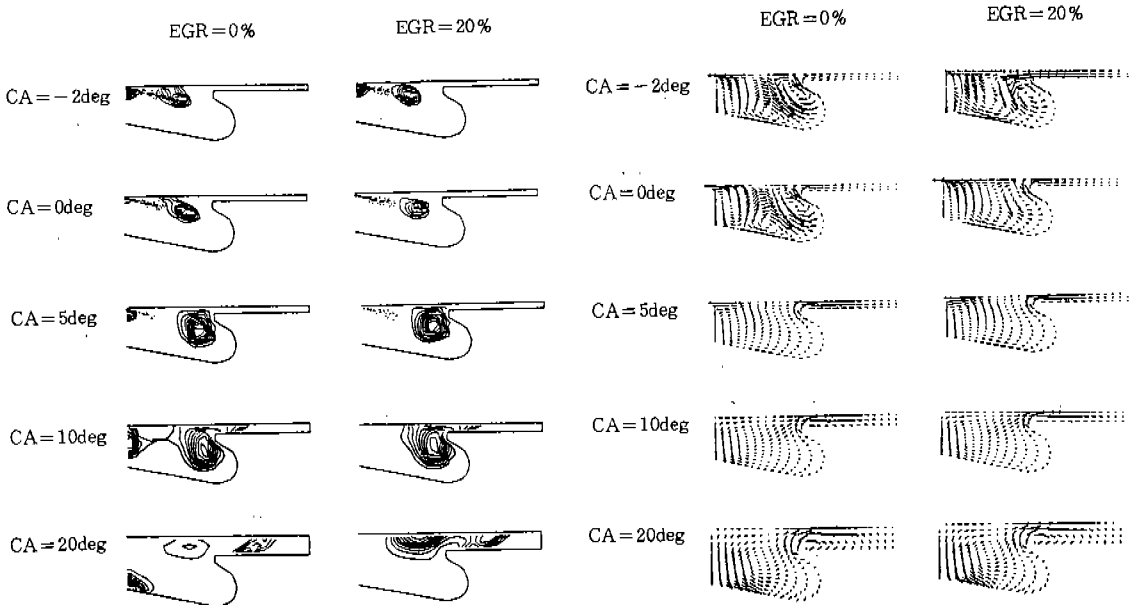 EGR=0% EGR=20% EGR=0% EGR=20%
CA=-2deg CA=-2deg
CA=0deg CA=0deg
CA=5deg CA=5deg
CA=10deg CA=10deg
CA=20deg CA=20deg